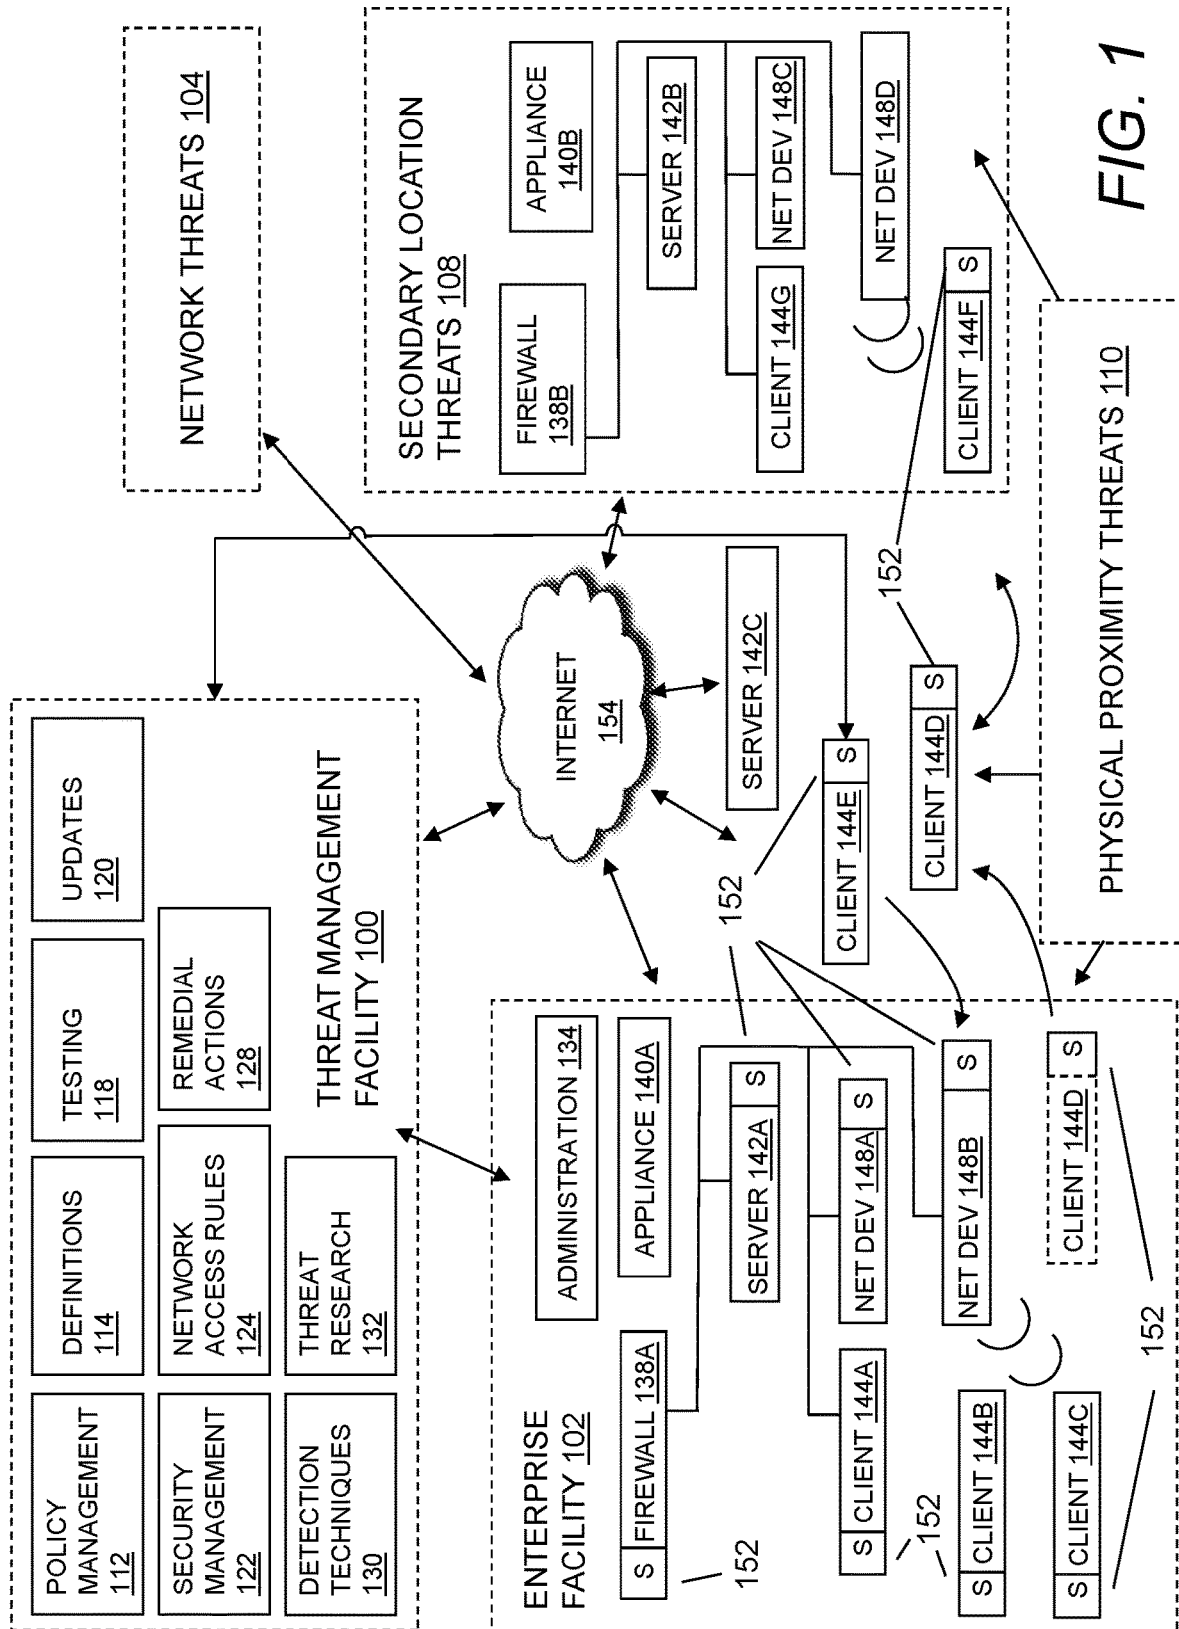 POLICY
MANAGEMENT
112
DEFINITIONS
114
TESTING
118
UPDATES
120
SECURITY
MANAGEMENT
122
NETWORK
ACCESS RULES
124
REMEDIAL
ACTIONS
128
DETECTION
TECHNIQUES
130
THREAT
RESEARCH
132
THREAT MANAGEMENT
FACILITY 100
NETWORK THREATS 104
INTERNET
154
ENTERPRISE
FACILITY 102
ADMINISTRATION 134
S
FIREWALL 138A
APPLIANCE 140A
152
SERVER 142A
S
152
S
CLIENT 144A
NET DEV 148A
S
152
S
CLIENT 144B
NET DEV 148B
S
S
CLIENT 144C
CLIENT 144D
S
152
SERVER 142C
CLIENT 144E
S
CLIENT 144D
S
152
SECONDARY LOCATION
THREATS 108
FIREWALL
138B
APPLIANCE
140B
SERVER 142B
CLIENT 144G
NET DEV 148C
NET DEV 148D
CLIENT 144F
S
PHYSICAL PROXIMITY THREATS 110
FIG. 1